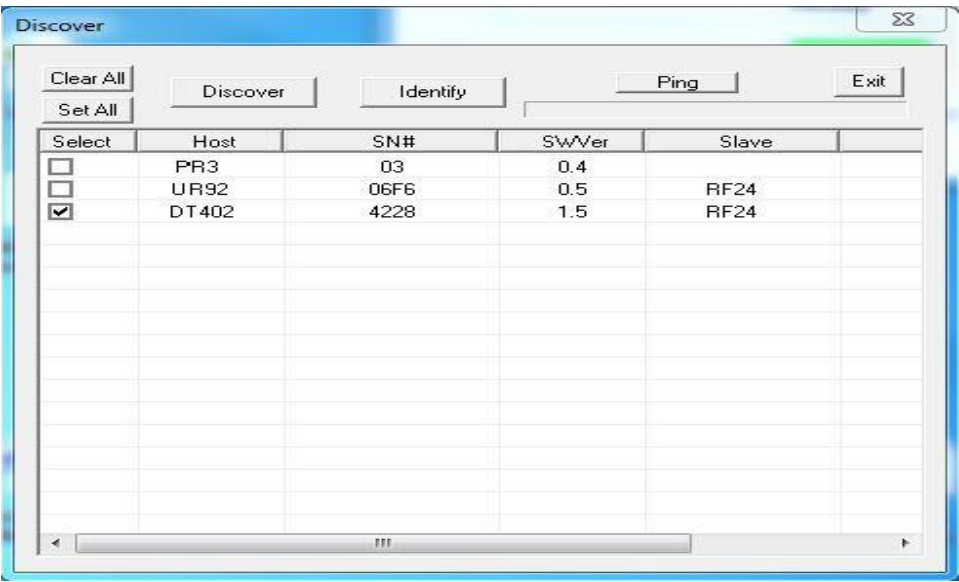 Discover
Clear All Discover Identify Ping Exit
Set All
Select Host SN# SWVer Slave
PR3 03 0.4
UR92 06F6 0.5 RF24
DT402 4228 1.5 RF24